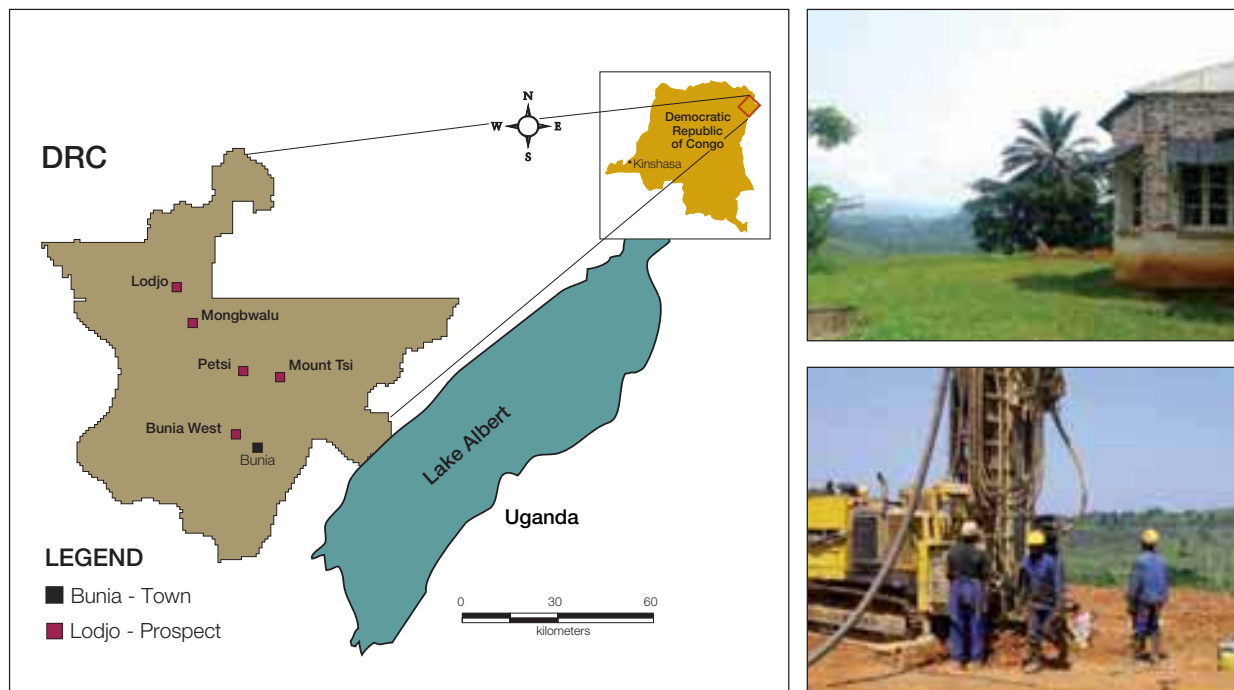 DRC
N
W
E
S
Democratic
Republic
of Congo
Kinshasa
Lodjo
Mongbwalu
Petsi
Mount Tsi
Bunia West
Bunia
Lake Albert
Uganda
LEGEND
Bunia - Town
Lodjo - Prospect
0 30 60
kilometers